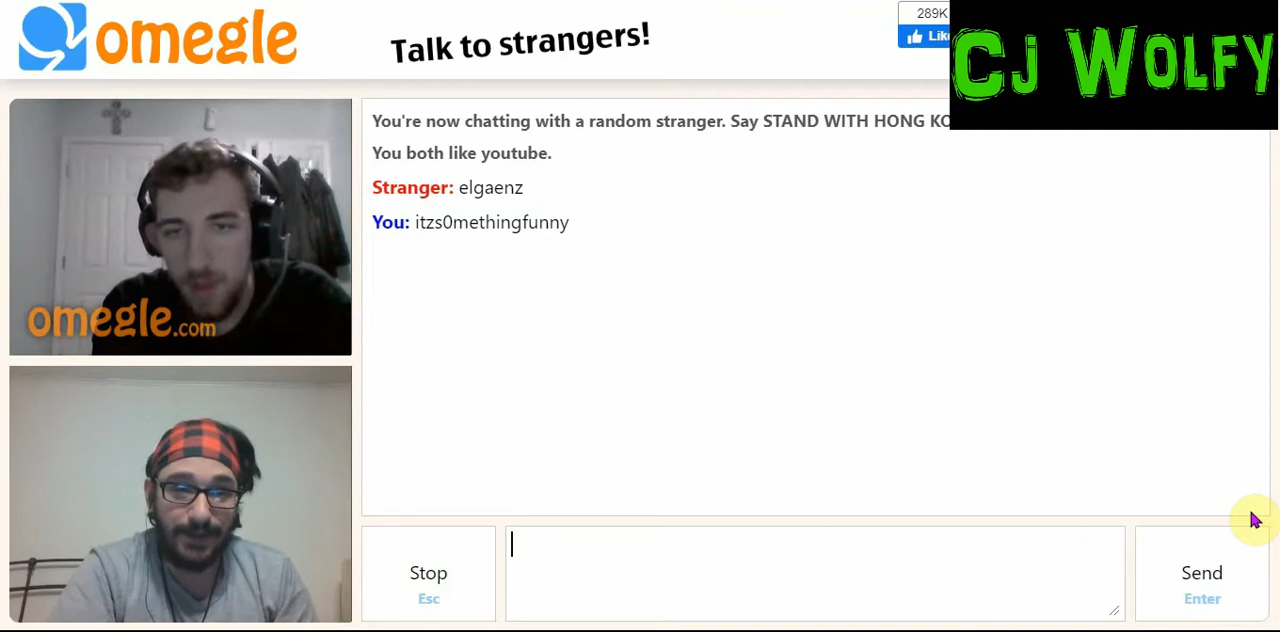 omegle
Talk to strangers!
289K
CJ WOLFY
You're now chatting with a random stranger. Say STAND WITH HONG
You both like youtube.
Stranger: elgaenz
You: itzs0methingfunny
omegle.com
Stop
Esc
Send
Enter